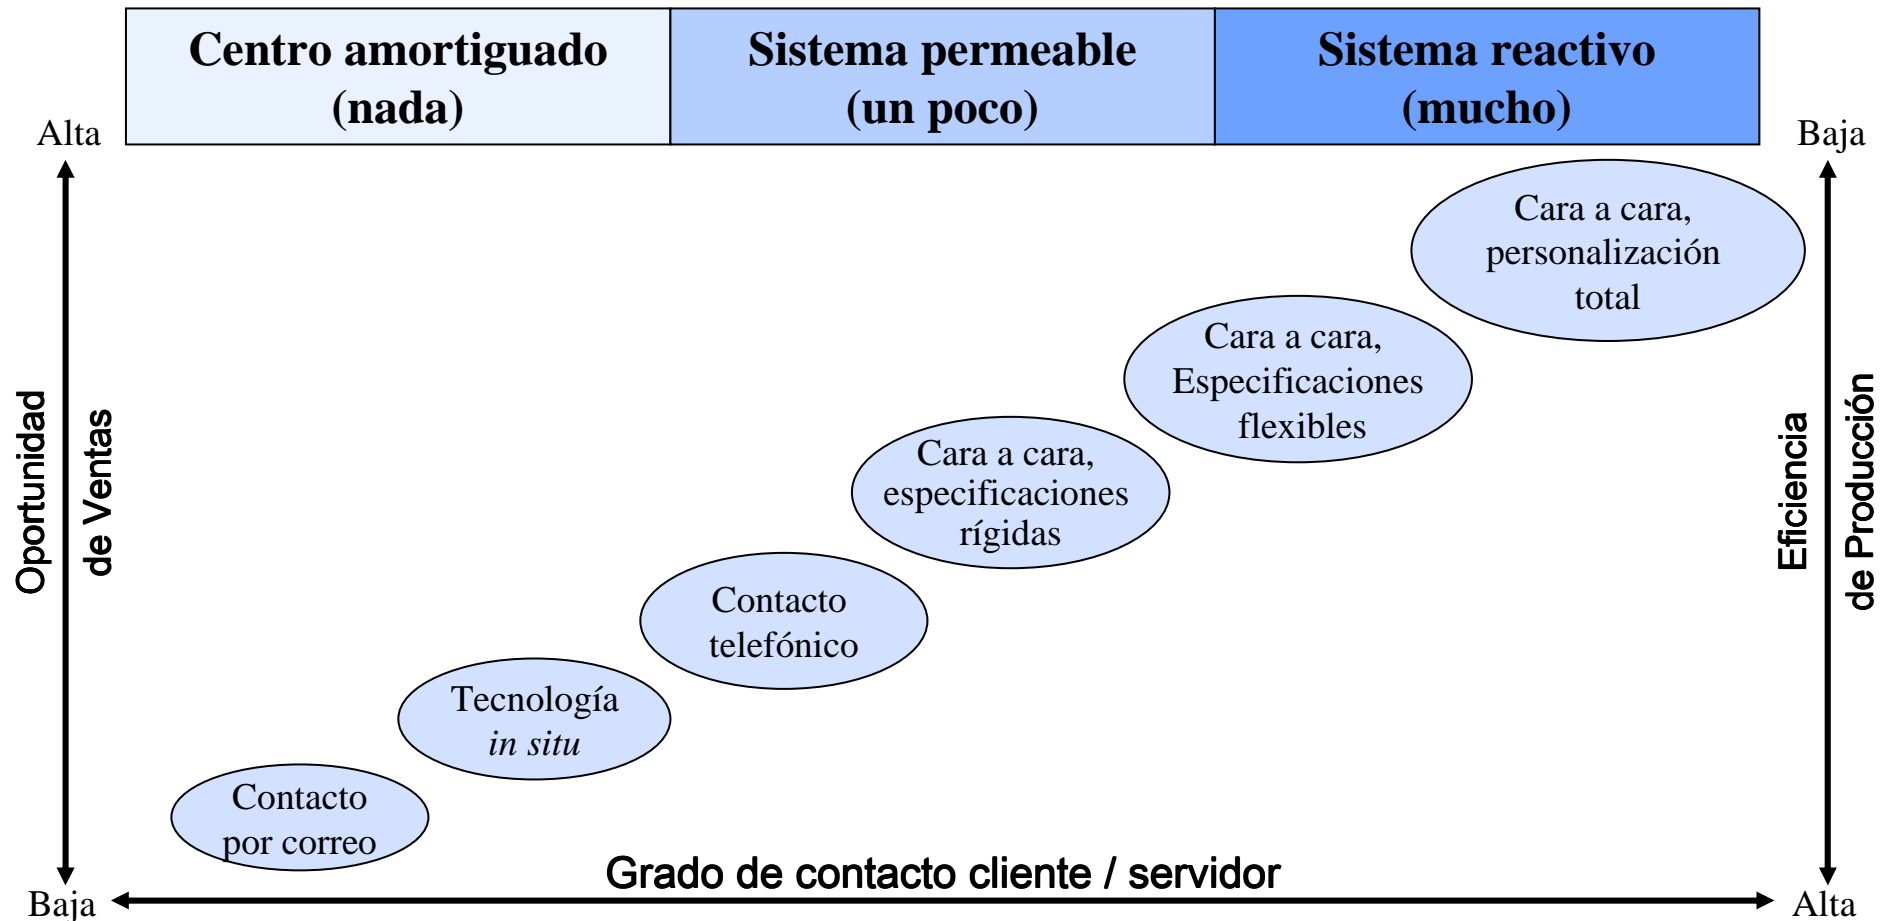 Centro amortiguado
(nada)
Sistema permeable
(un poco)
Sistema reactivo
(mucho)
Alta
Baja
Cara a cara,
personalización
total
Cara a cara,
Especificaciones
flexibles
Cara a cara,
especificaciones
rígidas
Contacto
telefónico
Tecnología
in situ
Contacto
por correo
Oportunidad
de Ventas
Eficiencia
de Producción
Grado de contacto cliente / servidor
Baja
Alta